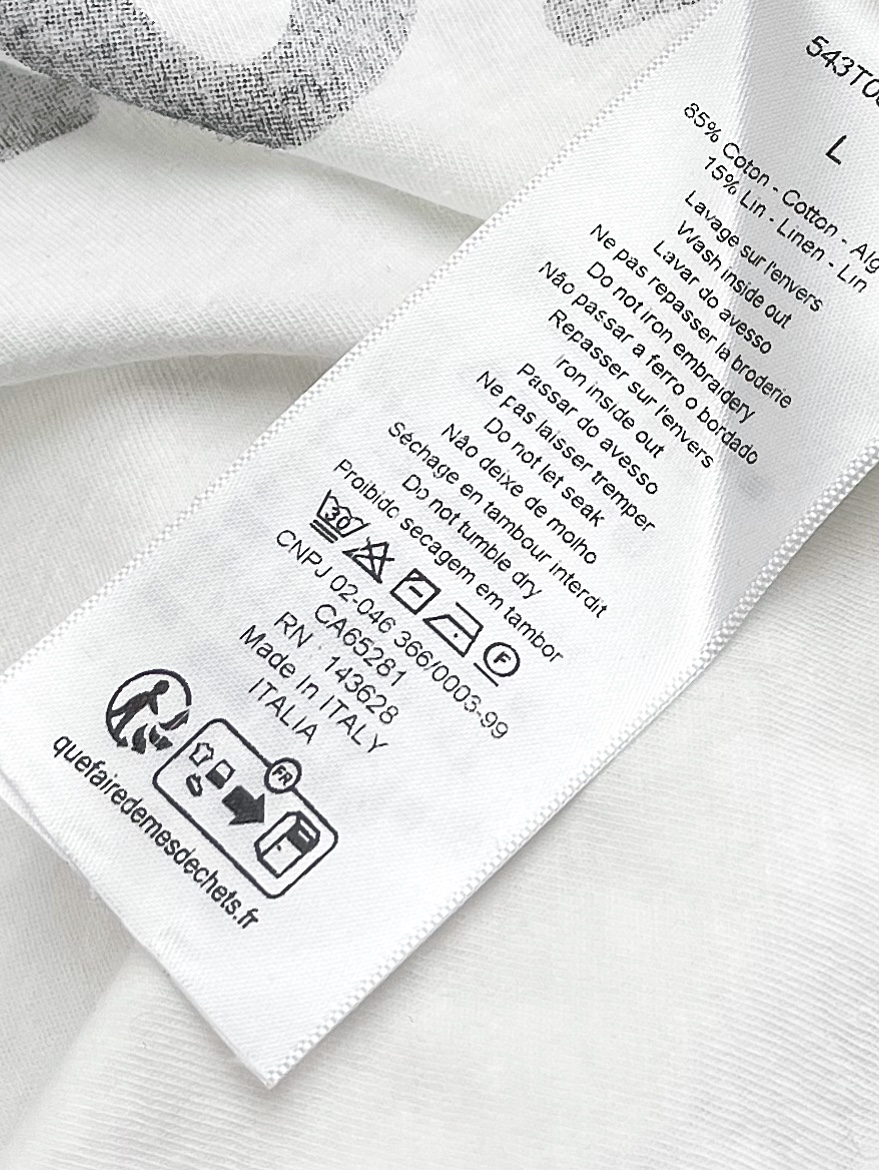 543T0
L
85% Coton - Cotton - Alg
15% Lin - Linen - Lin
Lavage sur l'envers
Wash inside out
Lavar do avesso
Ne pas repasser la broderie
Do not iron embraidery
Não passar a ferro o bordado
Repasser sur l'envers
Iron inside out
Passar do avesso
Ne pas laisser tremper
Do not let seak
Não deixe de molho
Séchage en tambour interdit
Do not tumble dry
Proibido secagem em tambor
30
F
CNPJ 02-046 366/0003-99
CA65281
RN : 143628
Made In ITALY
ITALIA
FR
quefairedemesdechets.fr